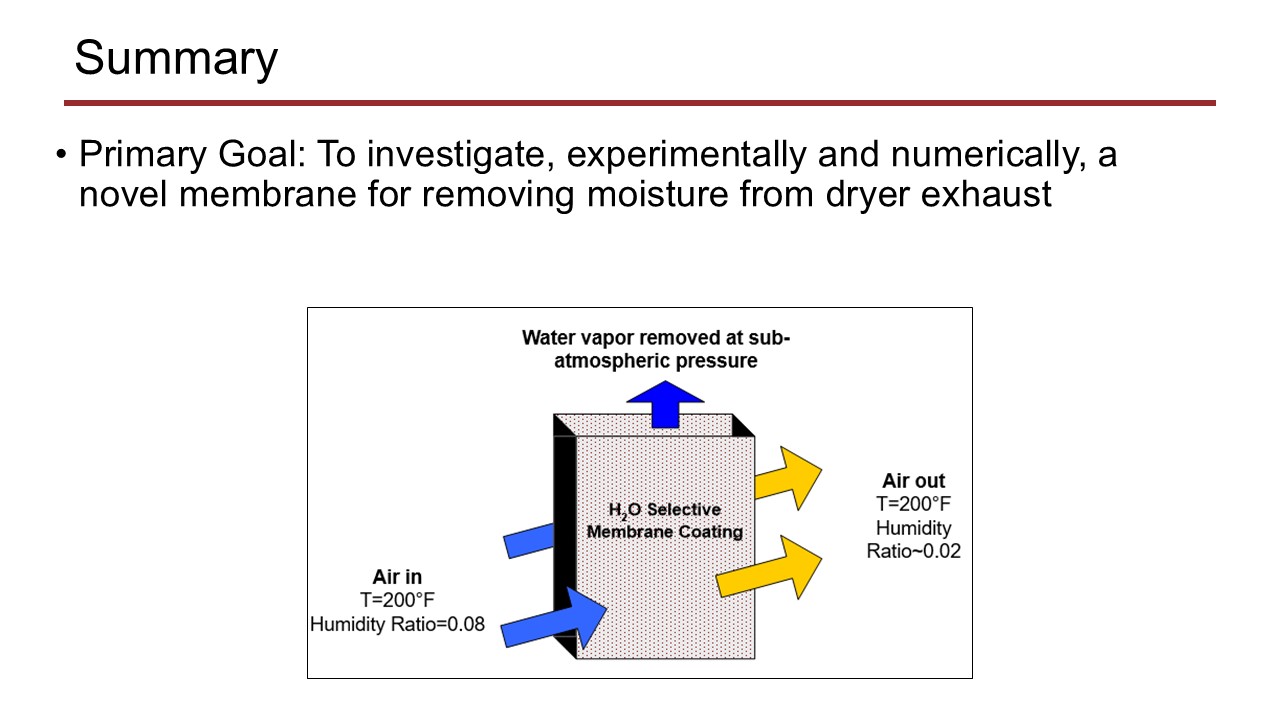 Summary
• Primary Goal: To investigate, experimentally and numerically, a
novel membrane for removing moisture from dryer exhaust
Water vapor removed at sub-
atmospheric pressure
H₂O Selective
Membrane Coating
Air out
T=200°F
Humidity
Ratio~0.02
Air in
T=200°F
Humidity Ratio=0.08